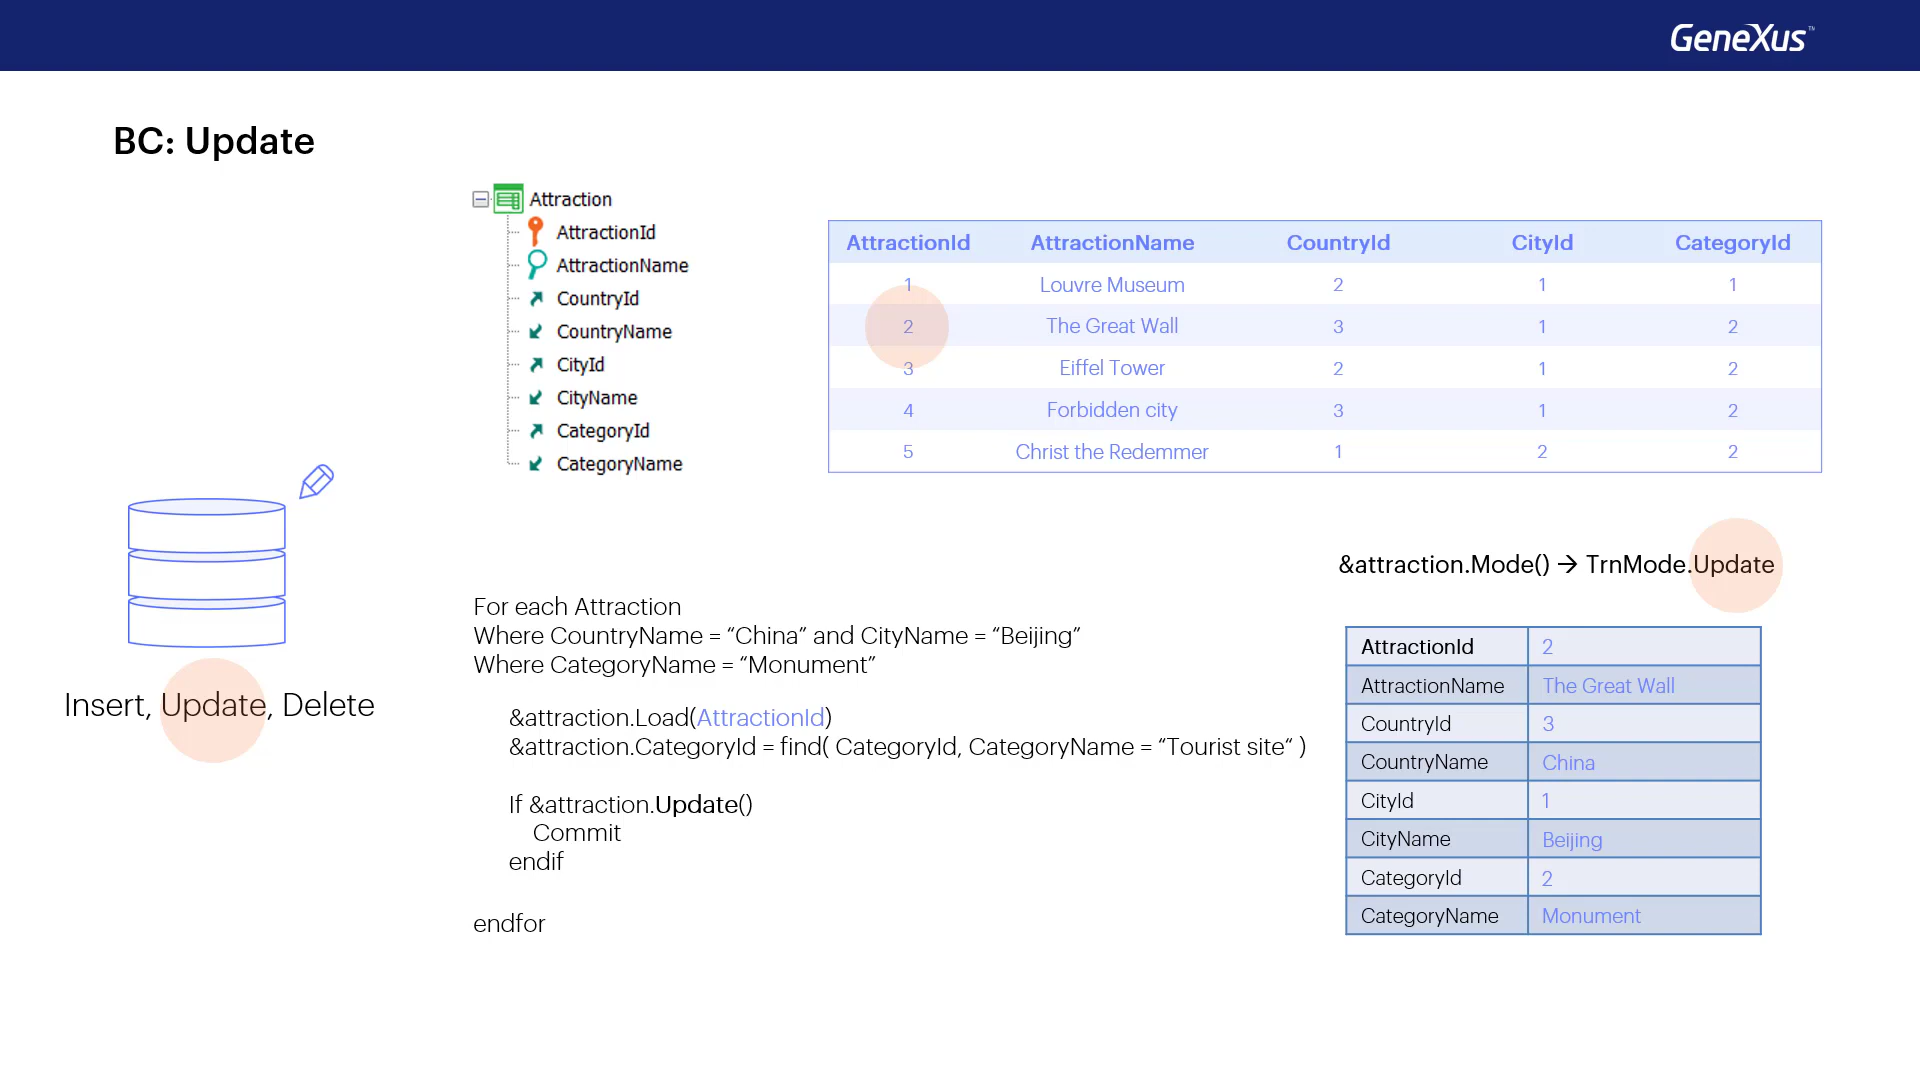 GeneXus™
BC: Update
Attraction
AttractionId
AttractionName
CountryId
CountryName
CityId
CityName
CategoryId
CategoryName
AttractionId AttractionName CountryId CityId CategoryId
1 Louvre Museum 2 1 1
2 The Great Wall 3 1 2
3 Eiffel Tower 2 1 2
4 Forbidden city 3 1 2
5 Christ the Redemmer 1 2 2
Insert, Update, Delete
For each Attraction
Where CountryName = “China” and CityName = “Beijing”
Where CategoryName = “Monument”
&attraction.Load(AttractionId)
&attraction.CategoryId = find( CategoryId, CategoryName = “Tourist site“ )
If &attraction.Update()
Commit
endif
endfor
&attraction.Mode() → TrnMode.Update
AttractionId 2
AttractionName The Great Wall
CountryId 3
CountryName China
CityId 1
CityName Beijing
CategoryId 2
CategoryName Monument